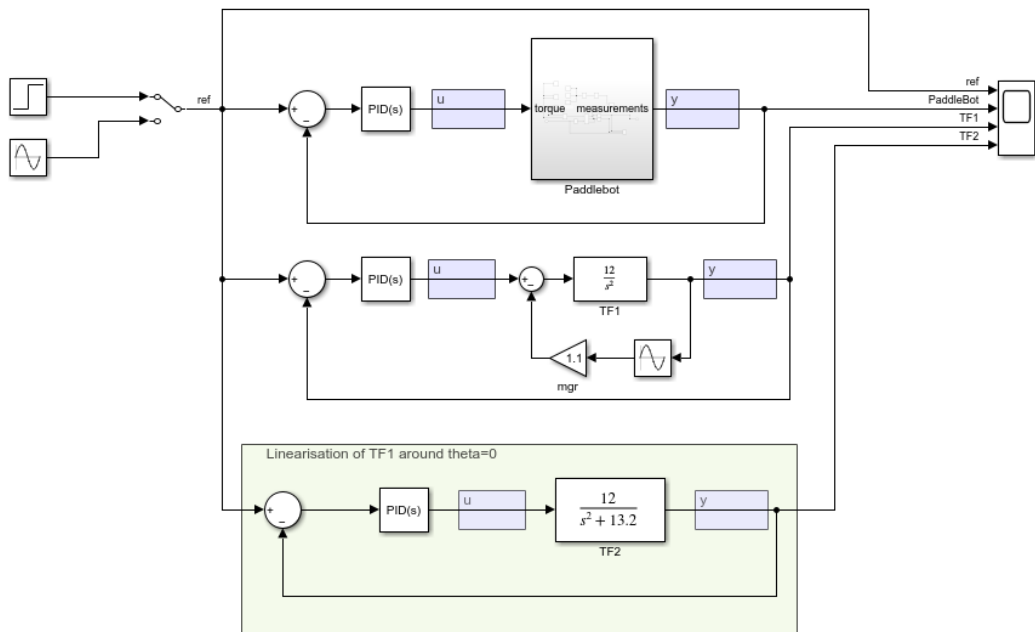 ref
ref
PaddleBot
TF1
TF2
+
−
PID(s)
u
torque
measurements
y
Paddlebot
+
−
PID(s)
u
+
−
12
s²
TF1
y
1.1
mgr
Linearisation of TF1 around theta=0
+
−
PID(s)
u
12
s² + 13.2
TF2
y